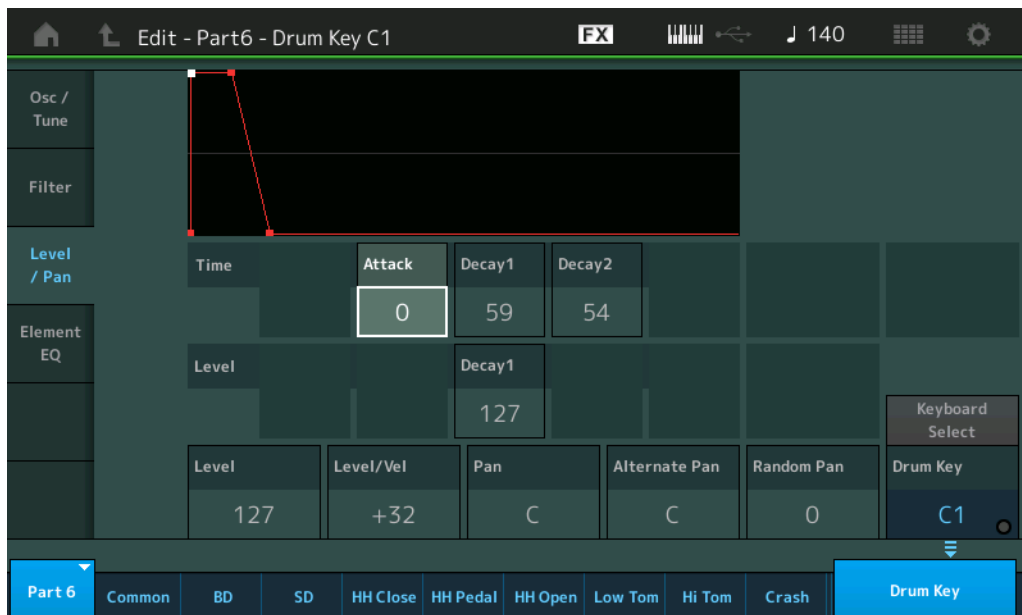 Edit - Part6 - Drum Key C1
FX
♩ 140
Osc /
Tune
Filter
Level
/ Pan
Element
EQ
Time
Attack
Decay1
Decay2
0
59
54
Level
Decay1
127
Keyboard
Select
Level
Level/Vel
Pan
Alternate Pan
Random Pan
Drum Key
127
+32
C
C
0
C1
Part 6
Common
BD
SD
HH Close
HH Pedal
HH Open
Low Tom
Hi Tom
Crash
Drum Key